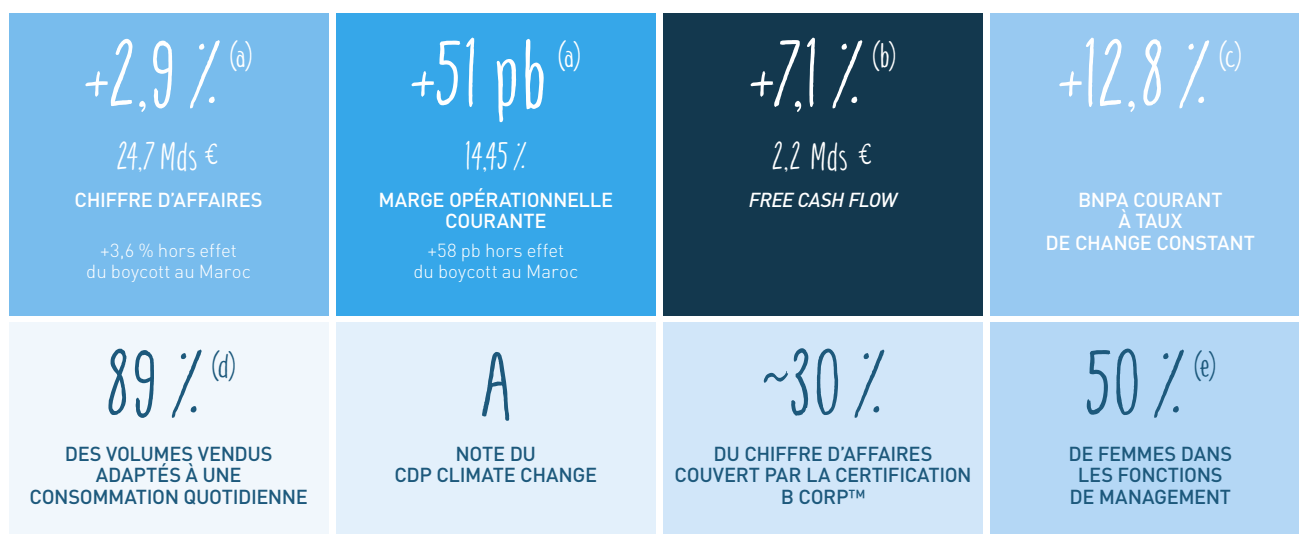 +2,9 % (a)
24,7 Mds €
CHIFFRE D'AFFAIRES
+3,6 % hors effet
du boycott au Maroc
+51 pb (a)
14,45 %
MARGE OPÉRATIONNELLE
COURANTE
+58 pb hors effet
du boycott au Maroc
+7,1 % (b)
2,2 Mds €
FREE CASH FLOW
+12,8 % (c)
BNPA COURANT
À TAUX
DE CHANGE CONSTANT
89 % (d)
DES VOLUMES VENDUS
ADAPTÉS À UNE
CONSOMMATION QUOTIDIENNE
A
NOTE DU
CDP CLIMATE CHANGE
~30 %
DU CHIFFRE D'AFFAIRES
COUVERT PAR LA CERTIFICATION
B CORP™
50 % (e)
DE FEMMES DANS
LES FONCTIONS
DE MANAGEMENT